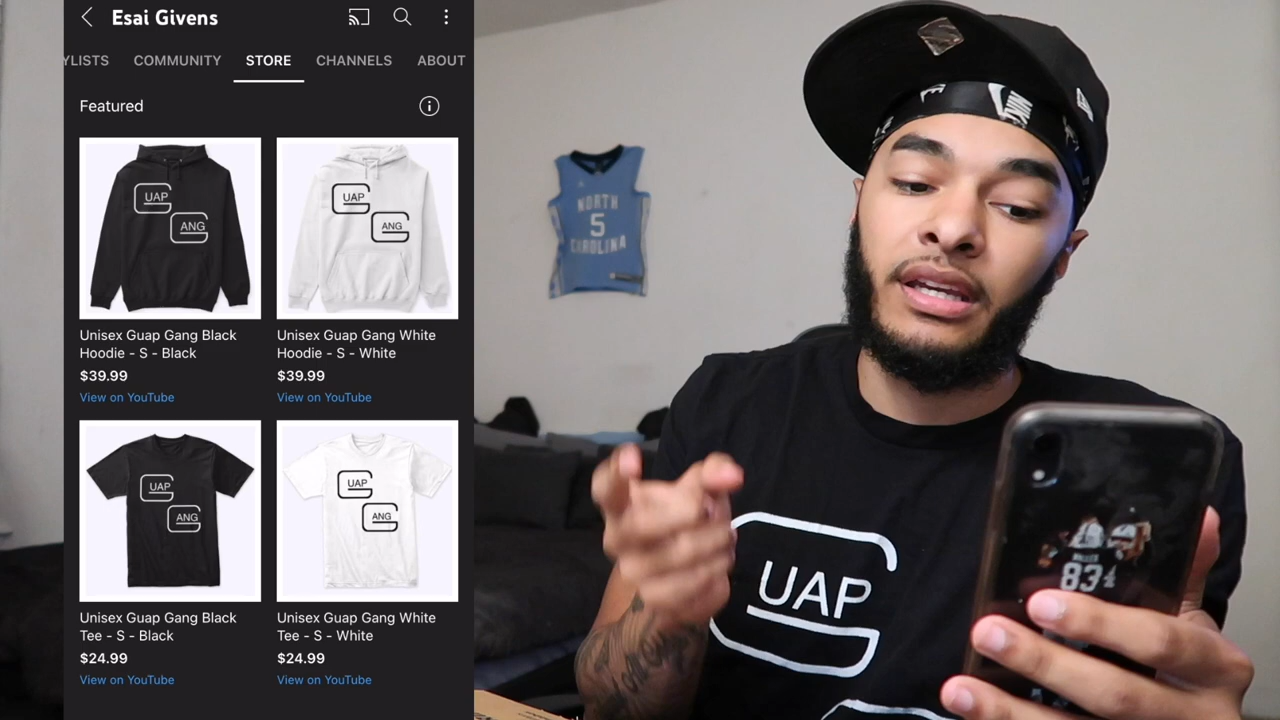 Esai Givens
YLISTS COMMUNITY STORE CHANNELS ABOUT
Featured
UAP
ANG
UAP
ANG
Unisex Guap Gang Black
Hoodie - S - Black
$39.99
View on YouTube
Unisex Guap Gang White
Hoodie - S - White
$39.99
View on YouTube
UAP
ANG
UAP
ANG
Unisex Guap Gang Black
Tee - S - Black
$24.99
View on YouTube
Unisex Guap Gang White
Tee - S - White
$24.99
View on YouTube
NORTH
5
CAROLINA
GUAP
83